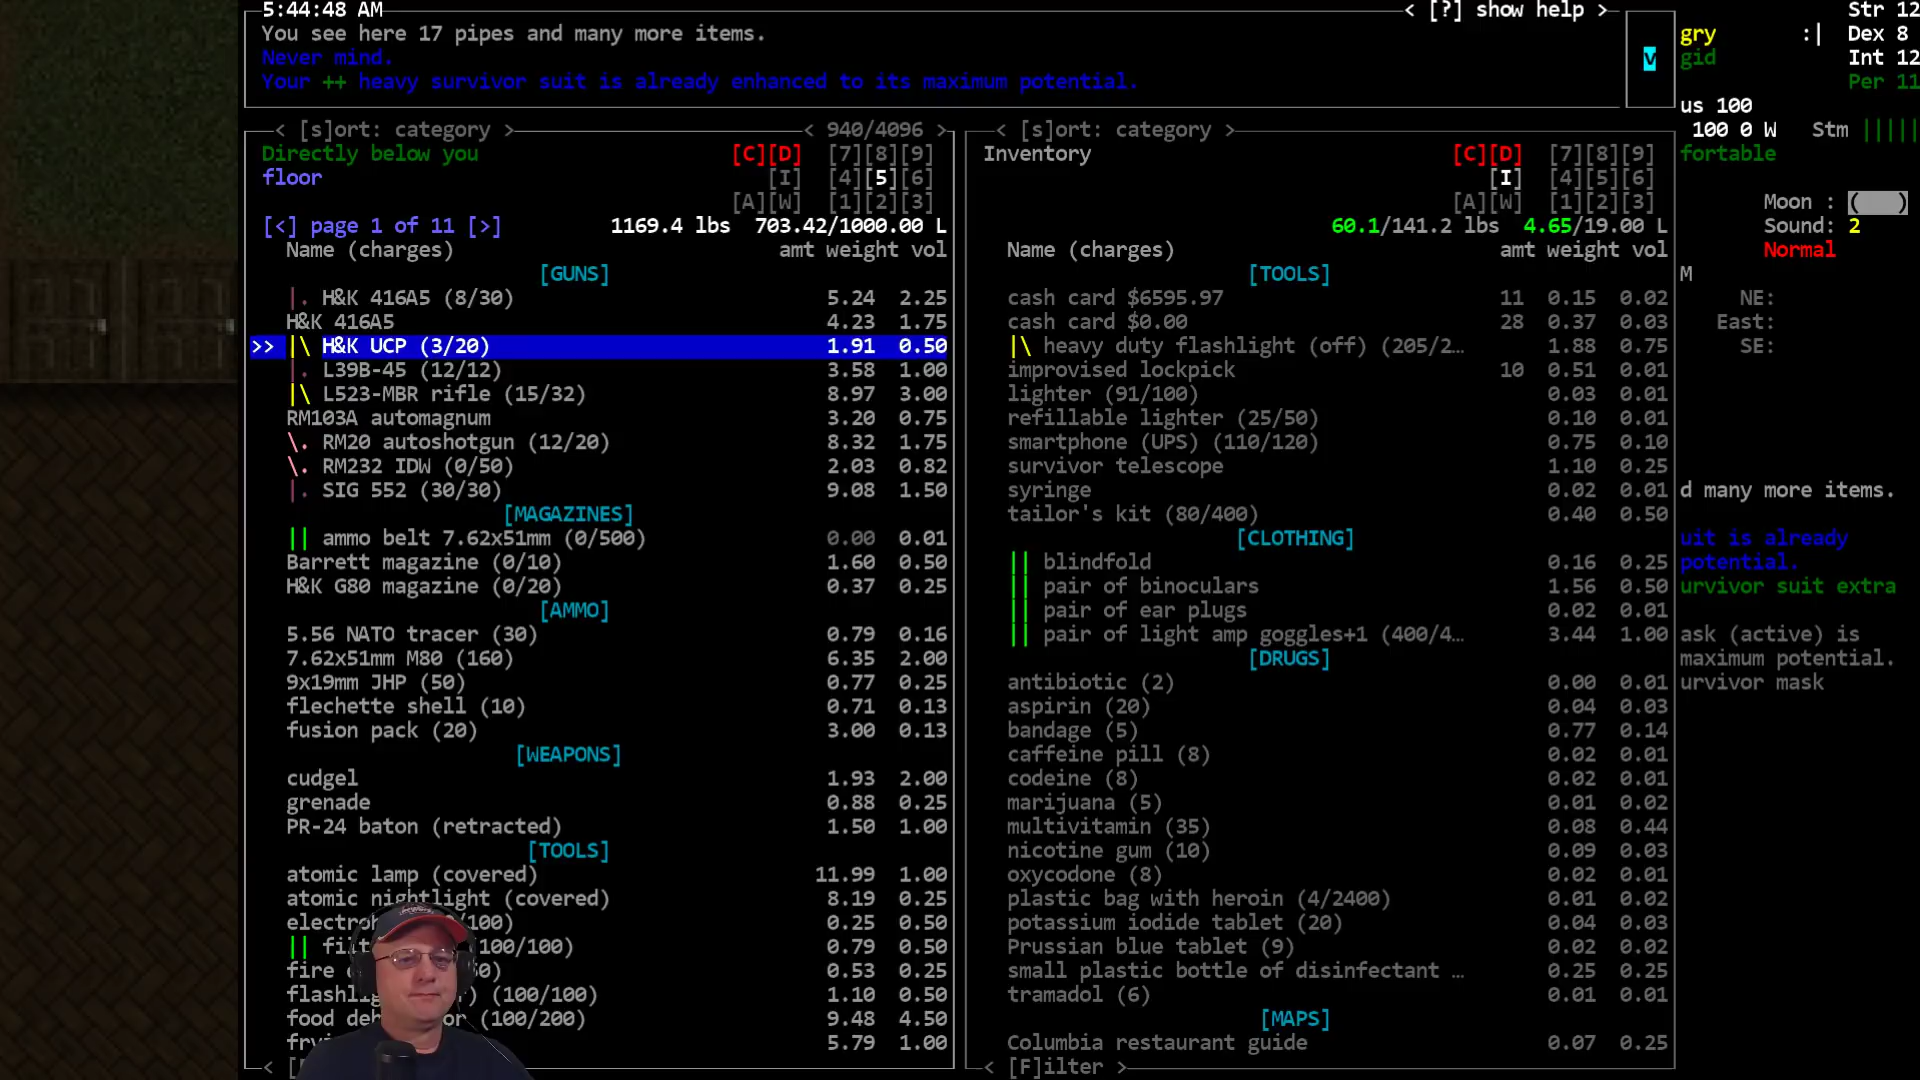 5:44:48 AM
< [?] show help >
You see here 17 pipes and many more items.
Never mind.
Your ++ heavy survivor suit is already enhanced to its maximum potential.
v
< [s]ort: category >
< 940/4096 >
Directly below you
[C][D] [7][8][9]
floor
[I] [4][5][6]
[A][W] [1][2][3]
[<] page 1 of 11 [>] 1169.4 lbs 703.42/1000.00 L
Name (charges) amt weight vol
[GUNS]
|. H&K 416A5 (8/30) 5.24 2.25
H&K 416A5 4.23 1.75
>> |\ H&K UCP (3/20) 1.91 0.50
|. L39B-45 (12/12) 3.58 1.00
|\ L523-MBR rifle (15/32) 8.97 3.00
RM103A automagnum 3.20 0.75
\. RM20 autoshotgun (12/20) 8.32 1.75
\. RM232 IDW (0/50) 2.03 0.82
|. SIG 552 (30/30) 9.08 1.50
[MAGAZINES]
|| ammo belt 7.62x51mm (0/500) 0.00 0.01
Barrett magazine (0/10) 1.60 0.50
H&K G80 magazine (0/20) 0.37 0.25
[AMMO]
5.56 NATO tracer (30) 0.79 0.16
7.62x51mm M80 (160) 6.35 2.00
9x19mm JHP (50) 0.77 0.25
flechette shell (10) 0.71 0.13
fusion pack (20) 3.00 0.13
[WEAPONS]
cudgel 1.93 2.00
grenade 0.88 0.25
PR-24 baton (retracted) 1.50 1.00
[TOOLS]
atomic lamp (covered) 11.99 1.00
atomic nightlight (covered) 8.19 0.25
/100) 0.25 0.50
|| (100/100) 0.79 0.50
fire 0.53 0.25
(100/100) 1.10 0.50
food (100/200) 9.48 4.50
5.79 1.00
< [
< [s]ort: category >
Inventory
[C][D] [7][8][9]
[I] [4][5][6]
[A][W] [1][2][3]
60.1/141.2 lbs 4.65/19.00 L
Name (charges) amt weight vol
[TOOLS]
cash card $6595.97 11 0.15 0.02
cash card $0.00 28 0.37 0.03
|\ heavy duty flashlight (off) (205/2… 1.88 0.75
improvised lockpick 10 0.51 0.01
lighter (91/100) 0.03 0.01
refillable lighter (25/50) 0.10 0.01
smartphone (UPS) (110/120) 0.75 0.10
survivor telescope 1.10 0.25
syringe 0.02 0.01
tailor's kit (80/400) 0.40 0.50
[CLOTHING]
|| blindfold 0.16 0.25
|| pair of binoculars 1.56 0.50
|| pair of ear plugs 0.02 0.01
|| pair of light amp goggles+1 (400/4… 3.44 1.00
[DRUGS]
antibiotic (2) 0.00 0.01
aspirin (20) 0.04 0.03
bandage (5) 0.77 0.14
caffeine pill (8) 0.02 0.01
codeine (8) 0.02 0.01
marijuana (5) 0.01 0.02
multivitamin (35) 0.08 0.44
nicotine gum (10) 0.09 0.03
oxycodone (8) 0.02 0.01
plastic bag with heroin (4/2400) 0.01 0.02
potassium iodide tablet (20) 0.04 0.03
Prussian blue tablet (9) 0.02 0.02
small plastic bottle of disinfectant … 0.25 0.25
tramadol (6) 0.01 0.01
[MAPS]
Columbia restaurant guide 0.07 0.25
< [F]ilter >
Str 12
gry :| Dex 8
gid Int 12
Per 11
us 100
100 0 W Stm |||||
fortable
Moon : ( )
Sound: 2
Normal
M
NE:
East:
SE:
d many more items.
uit is already
potential.
urvivor suit extra
ask (active) is
maximum potential.
urvivor mask